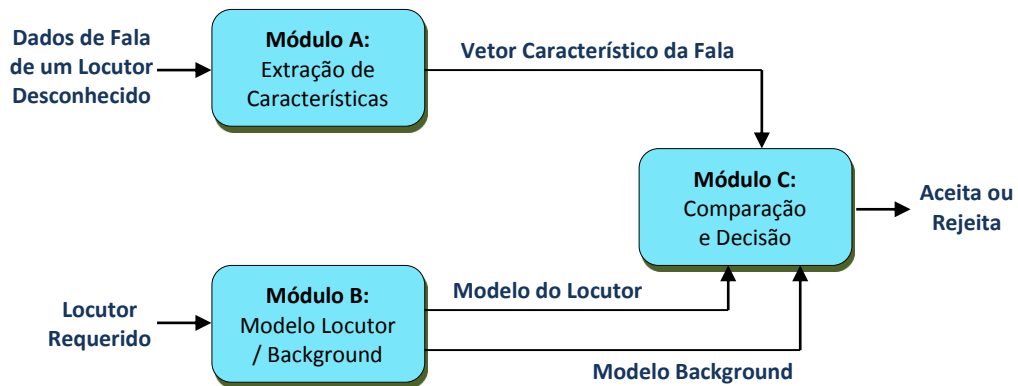 Dados de Fala
de um Locutor
Desconhecido
Módulo A:
Extração de
Características
Vetor Característico da Fala
Módulo C:
Comparação
e Decisão
Aceita ou
Rejeita
Locutor
Requerido
Módulo B:
Modelo Locutor
/ Background
Modelo do Locutor
Modelo Background